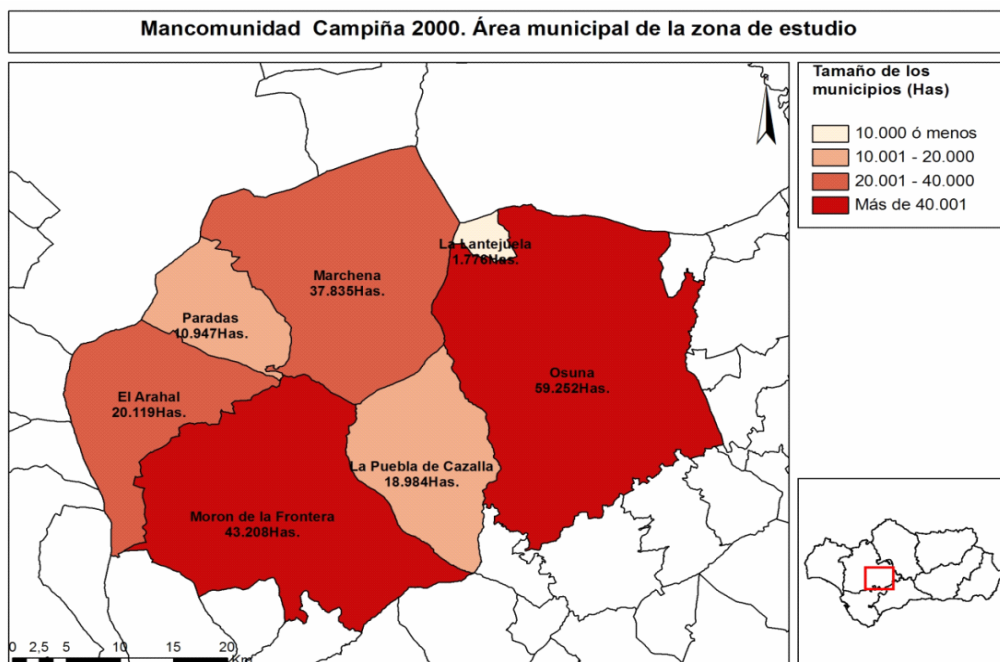 Mancomunidad Campiña 2000. Área municipal de la zona de estudio
Tamaño de los
municipios (Has)
10.000 ó menos
10.001 - 20.000
20.001 - 40.000
Más de 40.001
La Lantejuela
1.776Has.
Marchena
37.835Has.
Paradas
10.947Has.
Osuna
59.252Has.
El Arahal
20.119Has.
La Puebla de Cazalla
18.984Has.
Moron de la Frontera
43.208Has.
0 2,5 5 10 15 20
Km